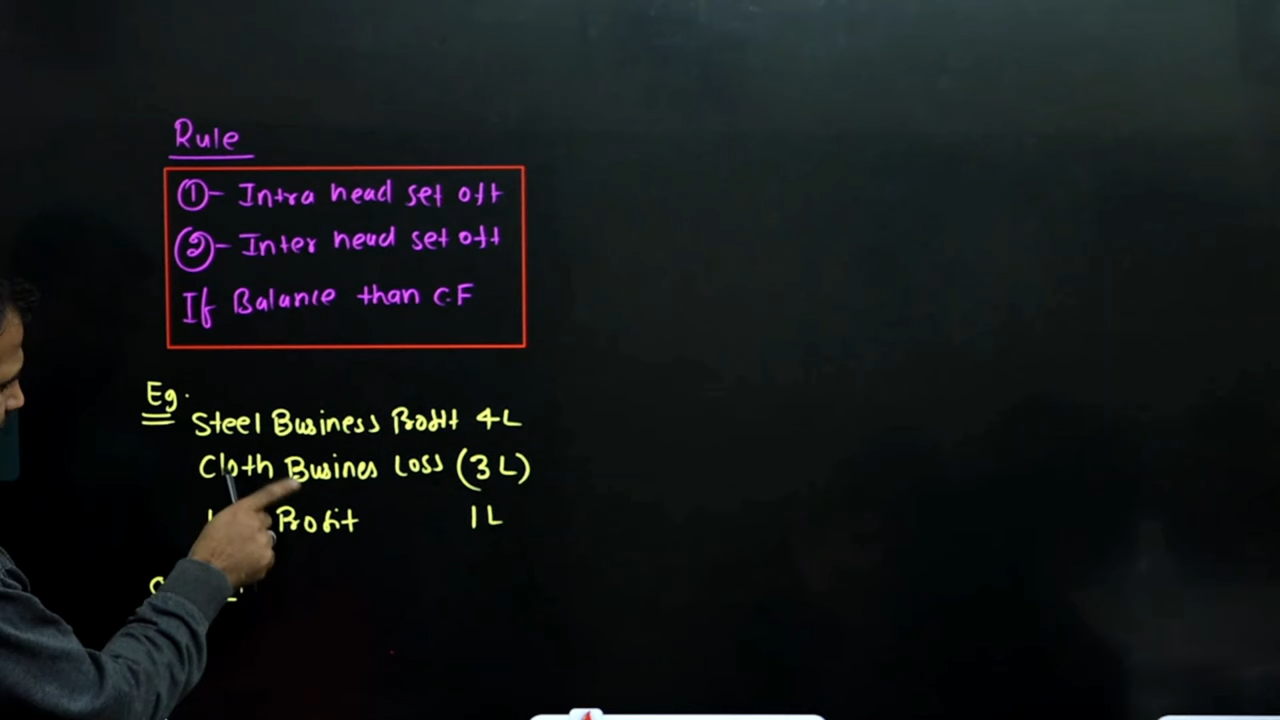 Rule
①- Intra head set off
②- Inter head set off
If Balance than C.F
Eg.
Steel Business Profit 4L
Cloth Busines Loss (3L)
Profit 1L